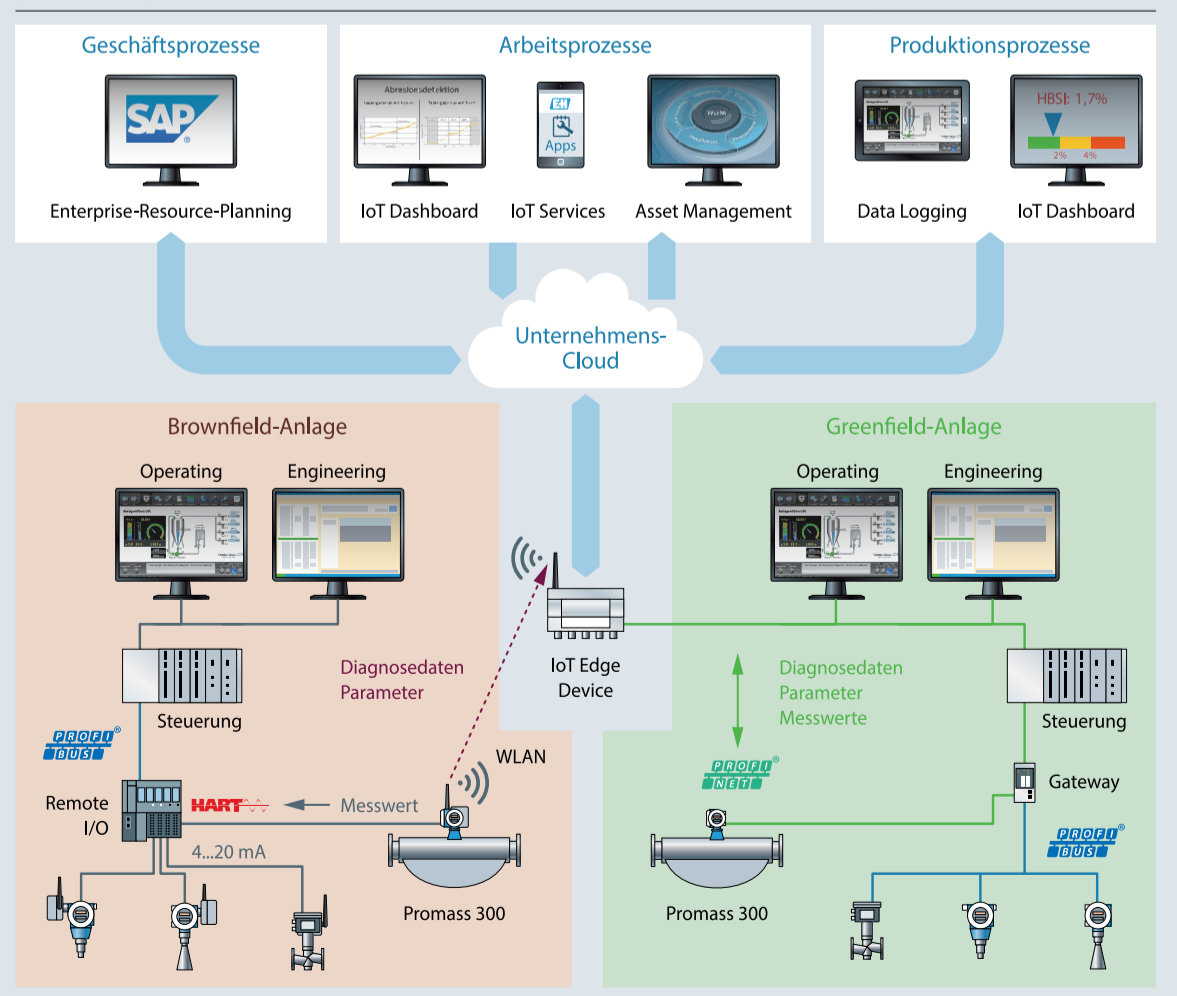 Geschäftsprozesse
SAP®
Enterprise-Resource-Planning
Arbeitsprozesse
Abrasionsdetektion
IoT Dashboard
EH
Apps
IoT Services
W@M
Asset Management
Produktionsprozesse
Data Logging
HBSI: 1,7%
2% 4%
IoT Dashboard
Unternehmens-
Cloud
Brownfield-Anlage
Operating
Engineering
Steuerung
PROFI®
BUS
Remote
I/O
HART
Messwert
4...20 mA
Diagnosedaten
Parameter
WLAN
Promass 300
IoT Edge
Device
Greenfield-Anlage
Operating
Engineering
Diagnosedaten
Parameter
Messwerte
Steuerung
PROFI®
NET
Gateway
PROFI®
BUS
Promass 300